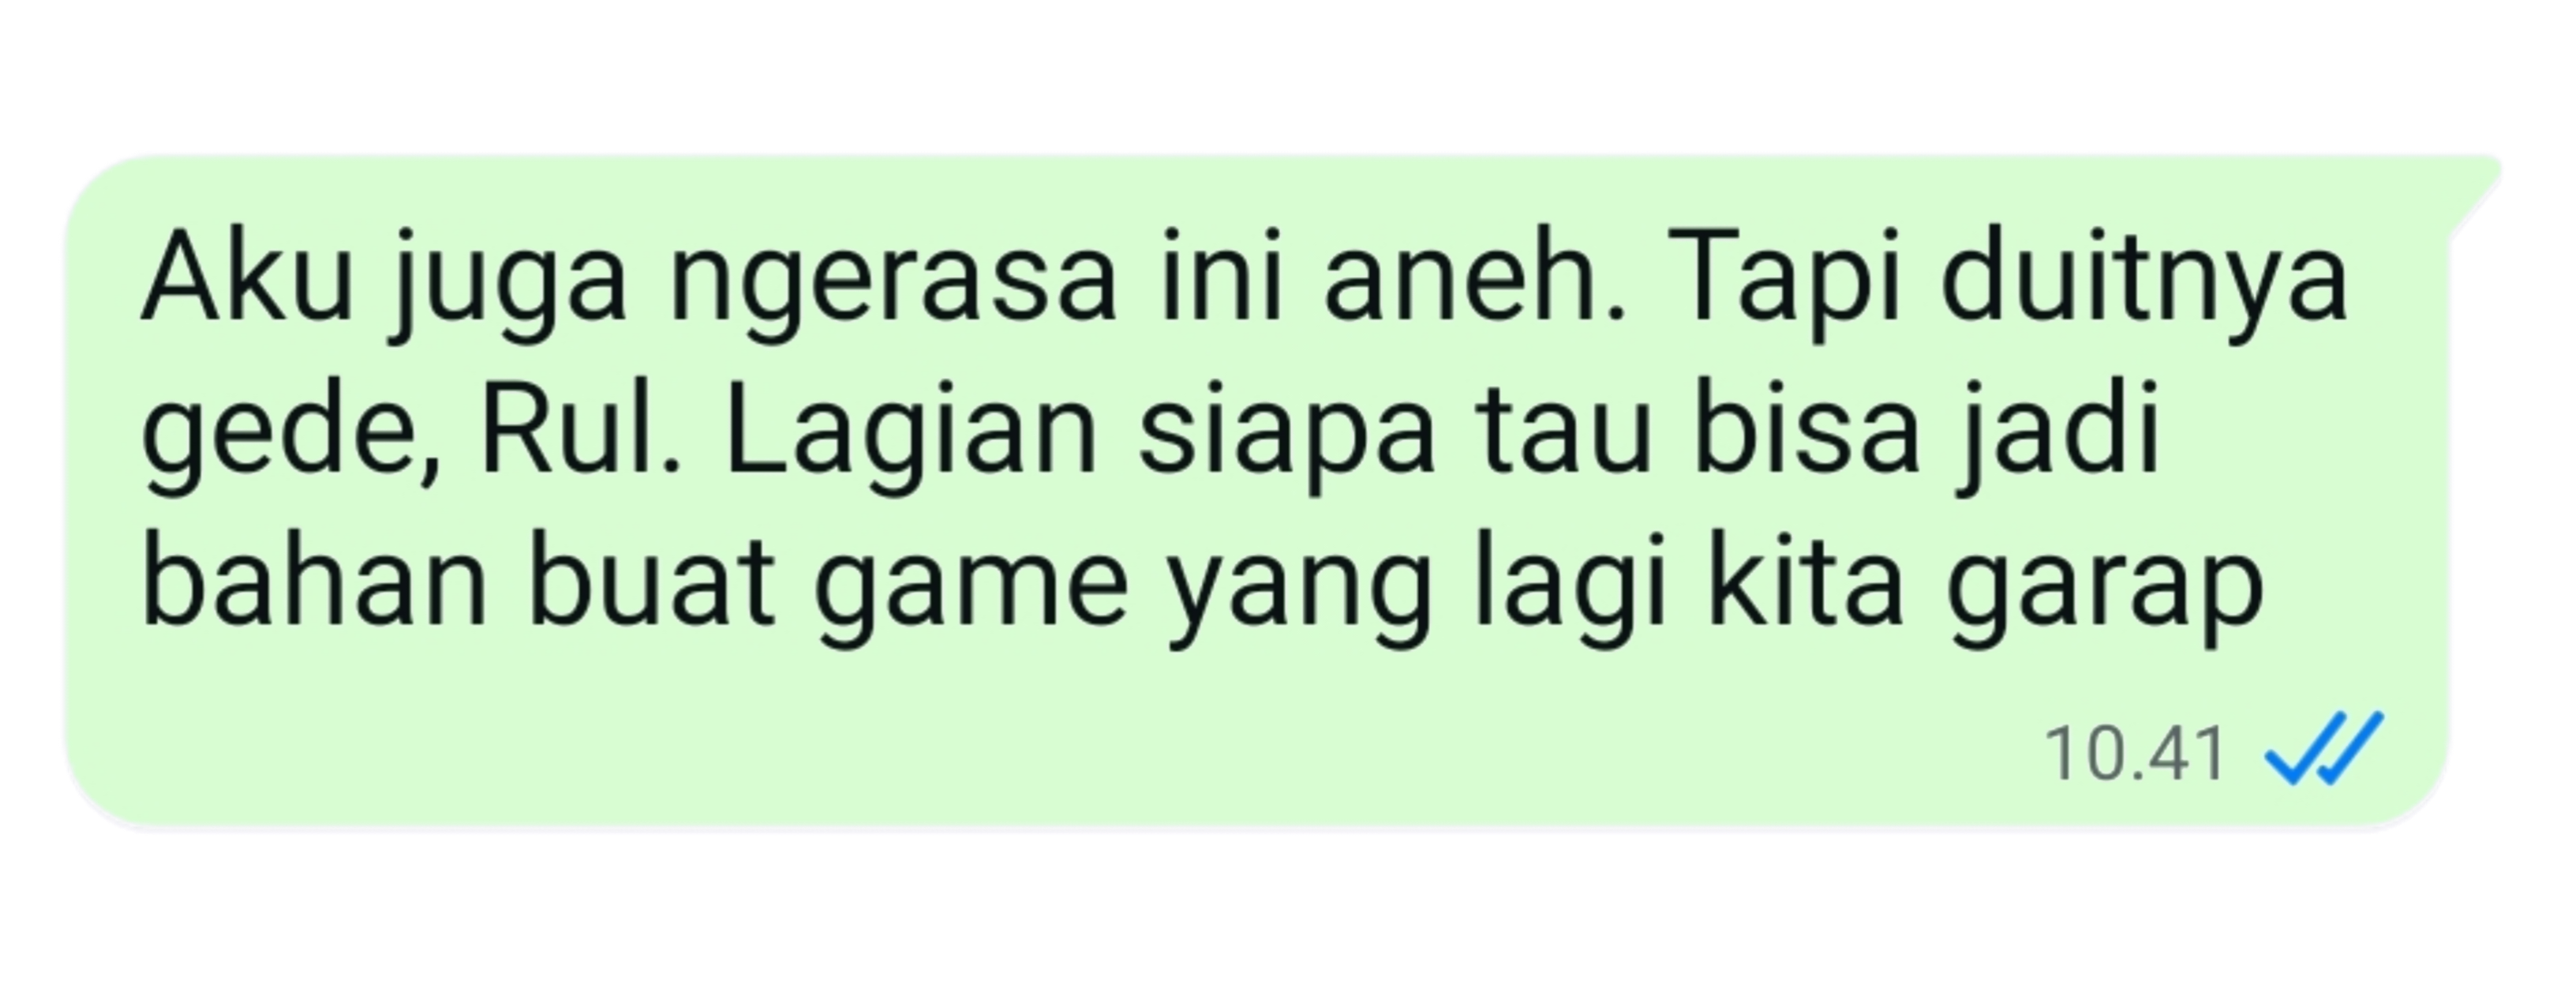 Aku juga ngerasa ini aneh. Tapi duitnya
gede, Rul. Lagian siapa tau bisa jadi
bahan buat game yang lagi kita garap
10.41